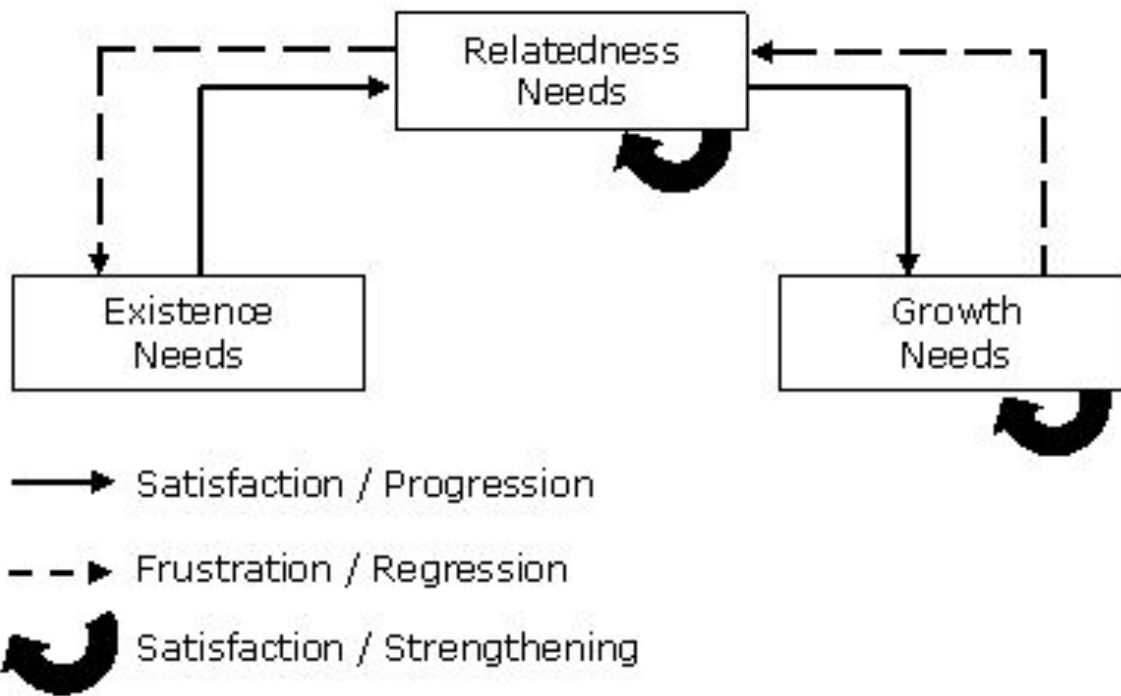 Relatedness
Needs
Existence
Needs
Growth
Needs
Satisfaction / Progression
Frustration / Regression
Satisfaction / Strengthening